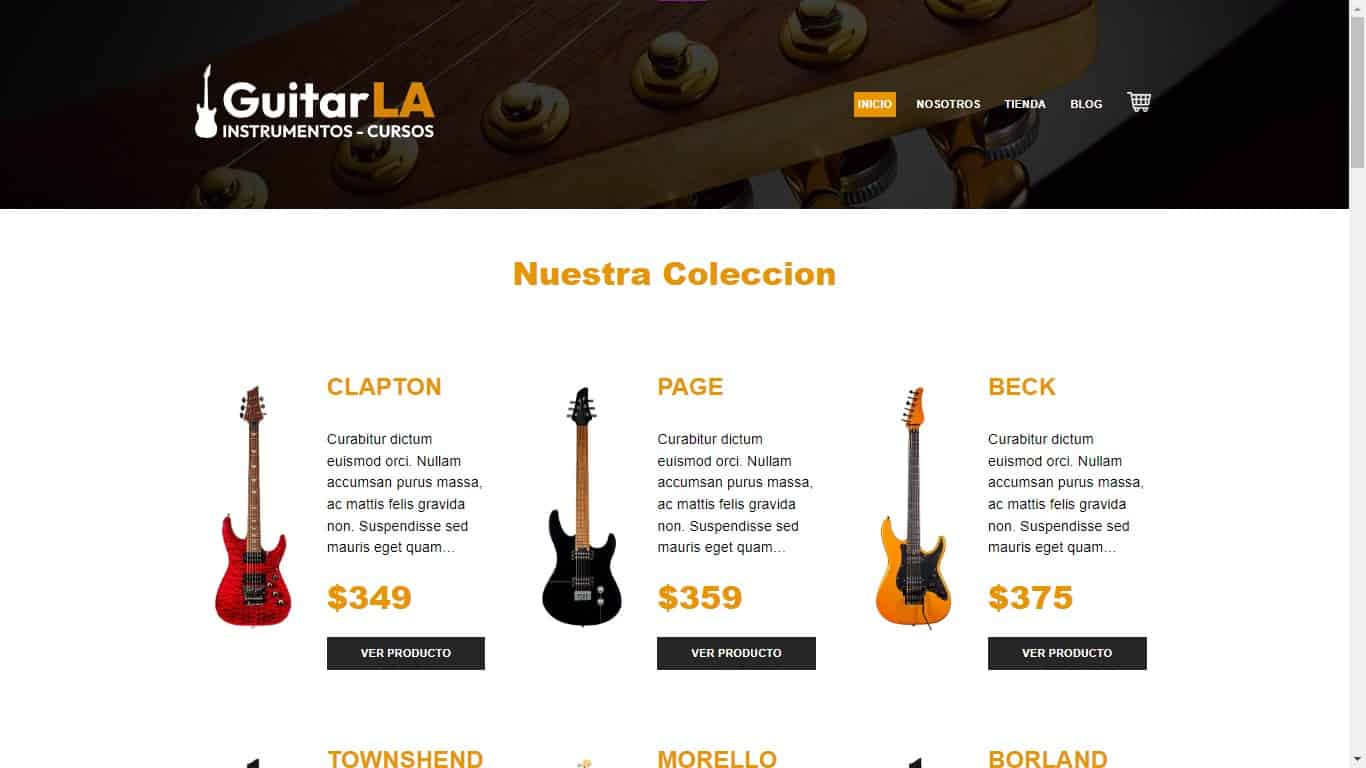 GuitarLA
INSTRUMENTOS - CURSOS
INICIO NOSOTROS TIENDA BLOG
Nuestra Coleccion
CLAPTON
Curabitur dictum
euismod orci. Nullam
accumsan purus massa,
ac mattis felis gravida
non. Suspendisse sed
mauris eget quam...
$349
VER PRODUCTO
PAGE
Curabitur dictum
euismod orci. Nullam
accumsan purus massa,
ac mattis felis gravida
non. Suspendisse sed
mauris eget quam...
$359
VER PRODUCTO
BECK
Curabitur dictum
euismod orci. Nullam
accumsan purus massa,
ac mattis felis gravida
non. Suspendisse sed
mauris eget quam...
$375
VER PRODUCTO
TOWNSHEND
MORELLO
BORLAND